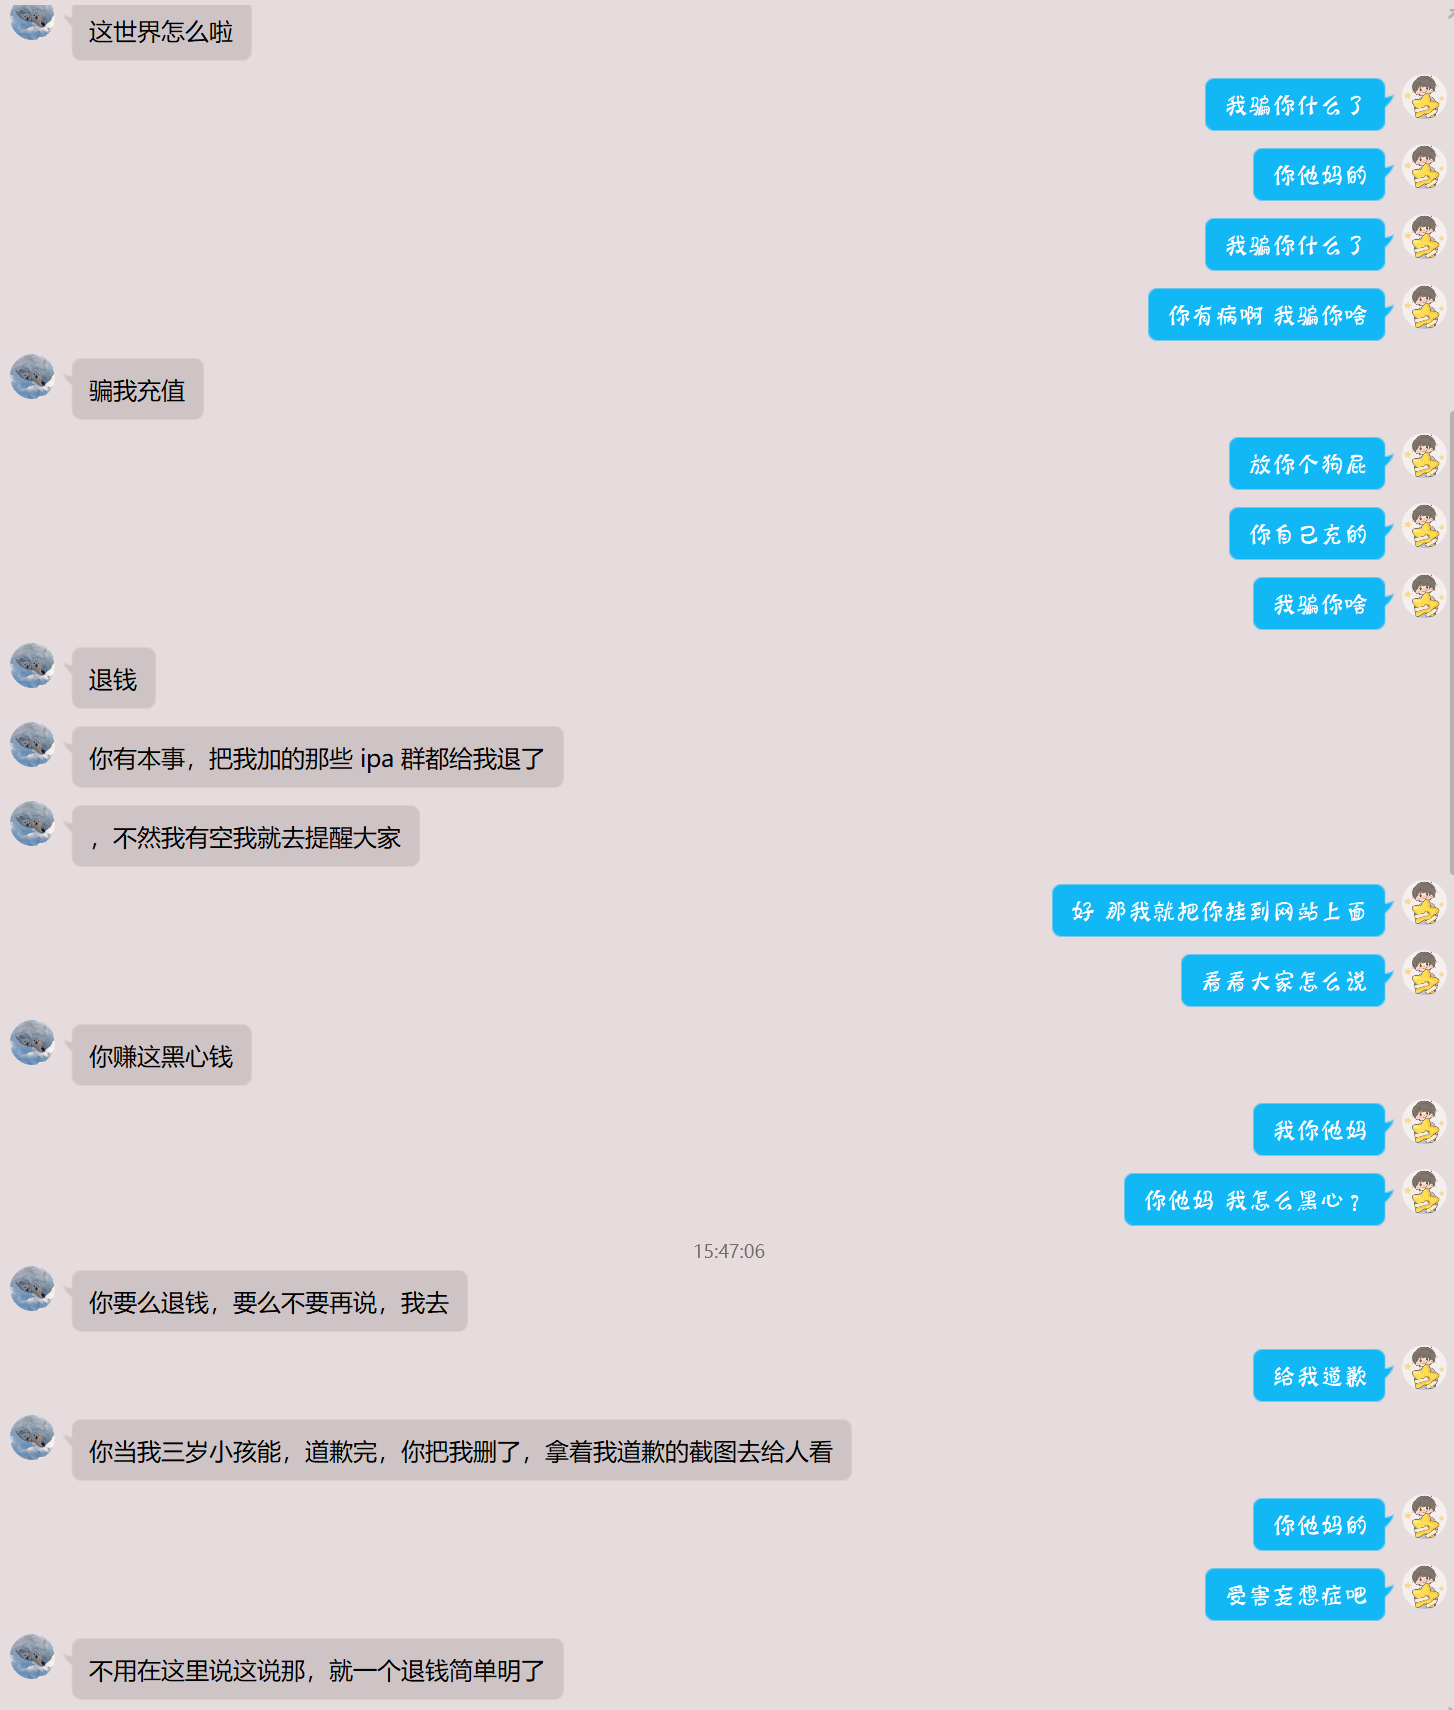 这世界怎么啦
我骗你什么了
你他妈的
我骗你什么了
你有病啊 我骗你啥
骗我充值
放你个狗屁
你自己充的
我骗你啥
退钱
你有本事，把我加的那些 ipa 群都给我退了
，不然我有空我就去提醒大家
好 那我就把你挂到网站上面
看看大家怎么说
你赚这黑心钱
我你他妈
你他妈 我怎么黑心？
15:47:06
你要么退钱，要么不要再说，我去
给我道歉
你当我三岁小孩能，道歉完，你把我删了，拿着我道歉的截图去给人看
你他妈的
受害妄想症吧
不用在这里说这说那，就一个退钱简单明了